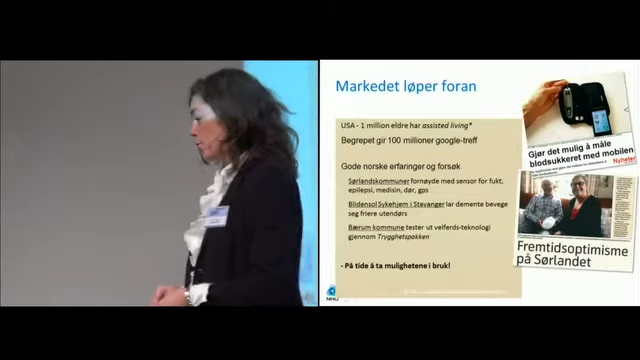 Markedet løper foran
USA - 1 million eldre har assisted living*
Begrepet gir 100 millioner google-treff
Gode norske erfaringer og forsøk
Sørlandskommuner fornøyde med sensor for fukt,
epilepsi, medisin, dør, gps
Blidensol Sykehjem i Stavanger lar demente bevege
seg friere utendørs
Bærum kommune tester ut velferds-teknologi
gjennom Trygghetspakken
- På tide å ta mulighetene i bruk!
Gjør det mulig å måle
blodsukkeret med mobilen
Nyheter
Fremtidsoptimisme
på Sørlandet
NHO